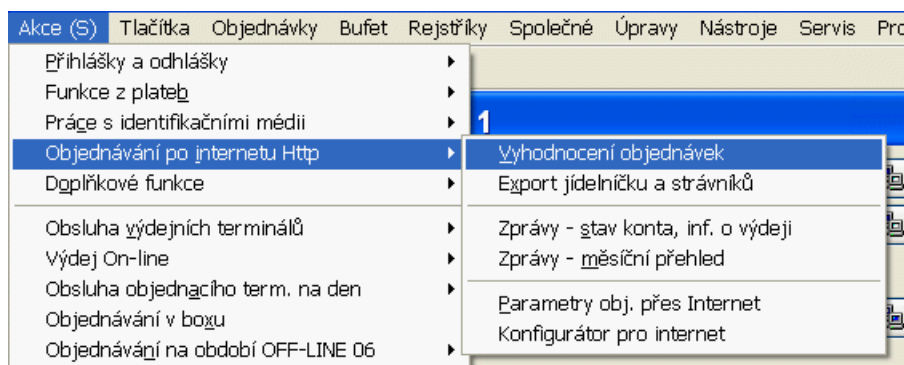 Akce (S) Tlačítka Objednávky Bufet Rejstříky Společné Úpravy Nástroje Servis Pro
Přihlášky a odhlášky
Funkce z plateb
Práce s identifikačními médii
1
Objednávání po internetu Http
Vyhodnocení objednávek
Doplňkové funkce
Export jídelníčku a strávníků
Obsluha výdejních terminálů
Zprávy - stav konta, inf. o výdeji
Výdej On-line
Zprávy - měsíční přehled
Obsluha objednacího term. na den
Parametry obj. přes Internet
Objednávání v boxu
Konfigurátor pro internet
Objednávání na období OFF-LINE 06